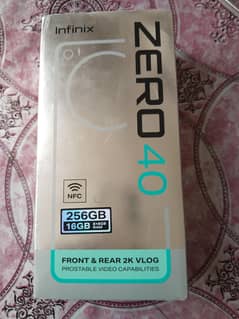 Infinix
ZERO 40
NFC
256GB
16GB
FRONT & REAR 2K VLOG
PROSTABLE VIDEO CAPABILITIES